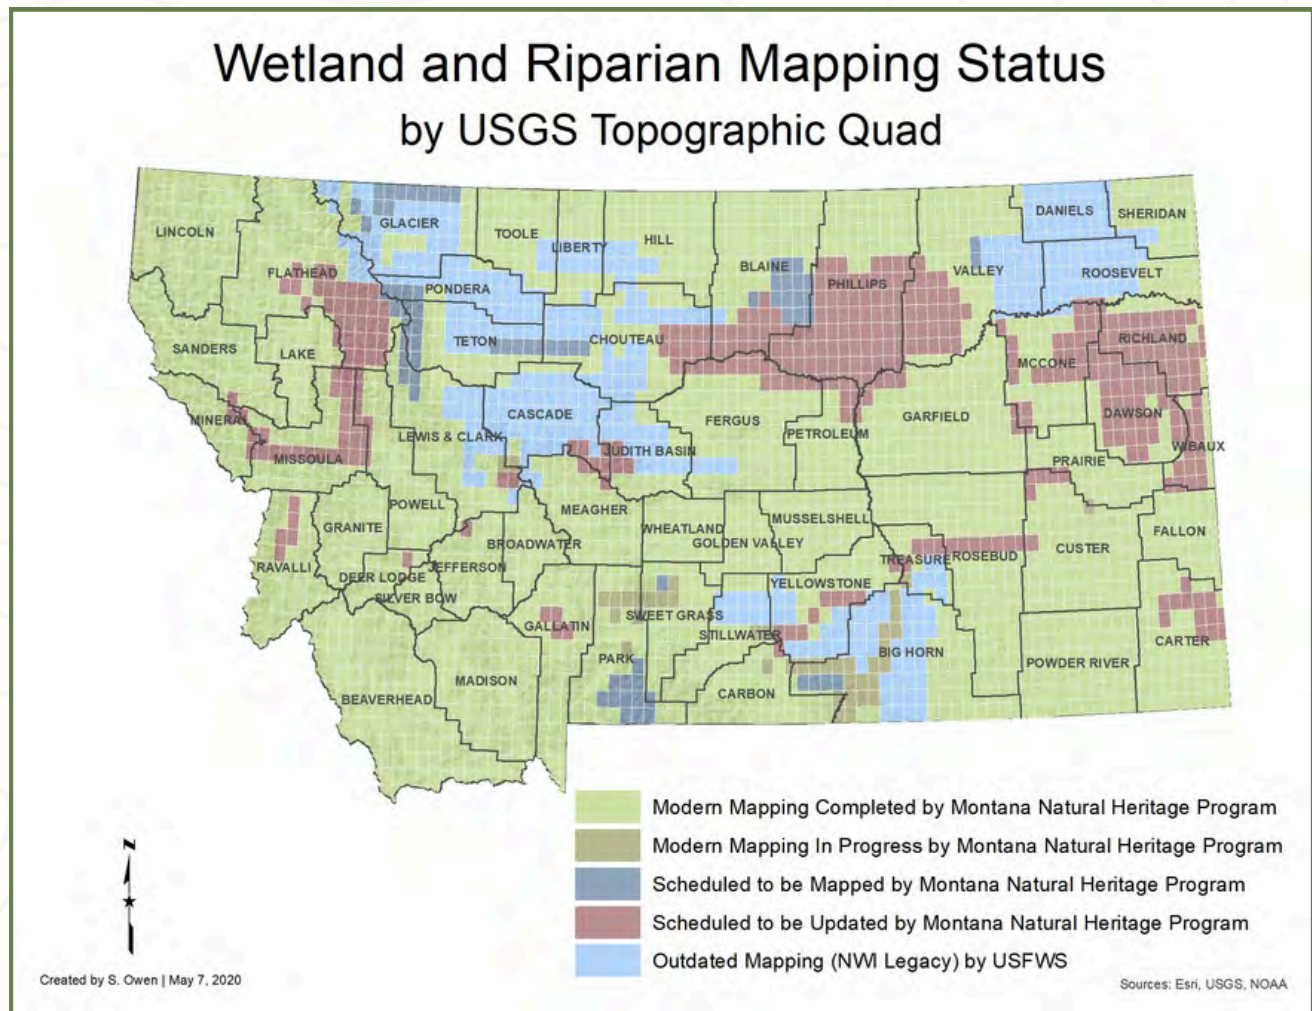 Wetland and Riparian Mapping Status
by USGS Topographic Quad
LINCOLN
FLATHEAD
GLACIER
TOOLE
LIBERTY
HILL
BLAINE
PHILLIPS
VALLEY
DANIELS
SHERIDAN
ROOSEVELT
PONDERA
TETON
CHOUTEAU
SANDERS
LAKE
MCCONE
RICHLAND
MINERAL
MISSOULA
LEWIS & CLARK
CASCADE
JUDITH BASIN
FERGUS
PETROLEUM
GARFIELD
DAWSON
WIBAUX
PRAIRIE
POWELL
GRANITE
MEAGHER
BROADWATER
WHEATLAND
GOLDEN VALLEY
MUSSELSHELL
FALLON
RAVALLI
DEER LODGE
JEFFERSON
SILVER BOW
TREASURE
ROSEBUD
CUSTER
YELLOWSTONE
SWEET GRASS
GALLATIN
STILLWATER
PARK
BIG HORN
CARTER
POWDER RIVER
BEAVERHEAD
MADISON
CARBON
Modern Mapping Completed by Montana Natural Heritage Program
Modern Mapping In Progress by Montana Natural Heritage Program
Scheduled to be Mapped by Montana Natural Heritage Program
Scheduled to be Updated by Montana Natural Heritage Program
Outdated Mapping (NWI Legacy) by USFWS
N
Created by S. Owen | May 7, 2020
Sources: Esri, USGS, NOAA